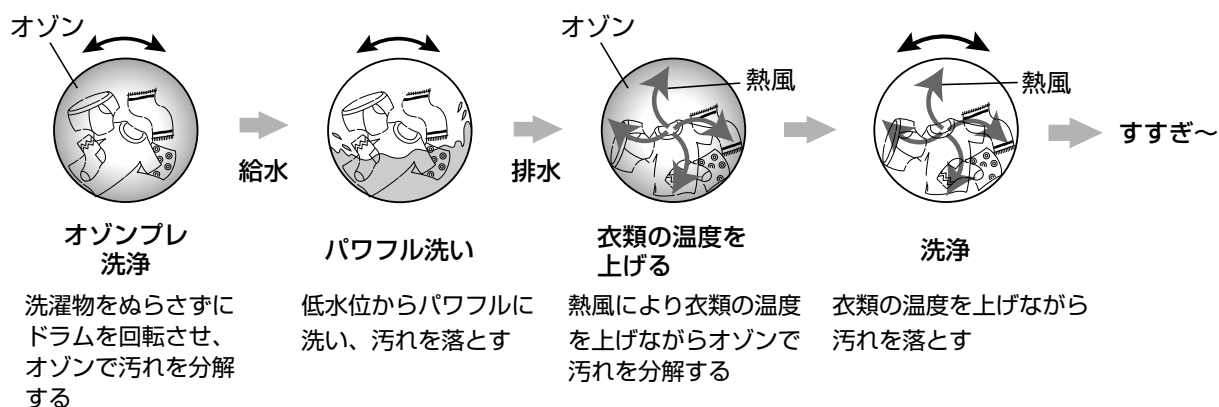 オゾン
オゾン
熱風
熱風
給水
排水
すすぎ～
オゾンプレ
洗浄
洗濯物をぬらさずに
ドラムを回転させ、
オゾンで汚れを分解
する
パワフル洗い
低水位からパワフルに
洗い、汚れを落とす
衣類の温度を
上げる
熱風により衣類の温度
を上げながらオゾンで
汚れを分解する
洗浄
衣類の温度を上げながら
汚れを落とす